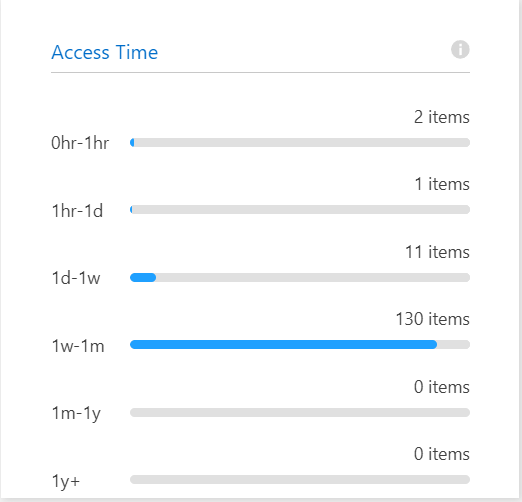 Access Time
2 items
0hr-1hr
1 items
1hr-1d
11 items
1d-1w
130 items
1w-1m
0 items
1m-1y
0 items
1y+